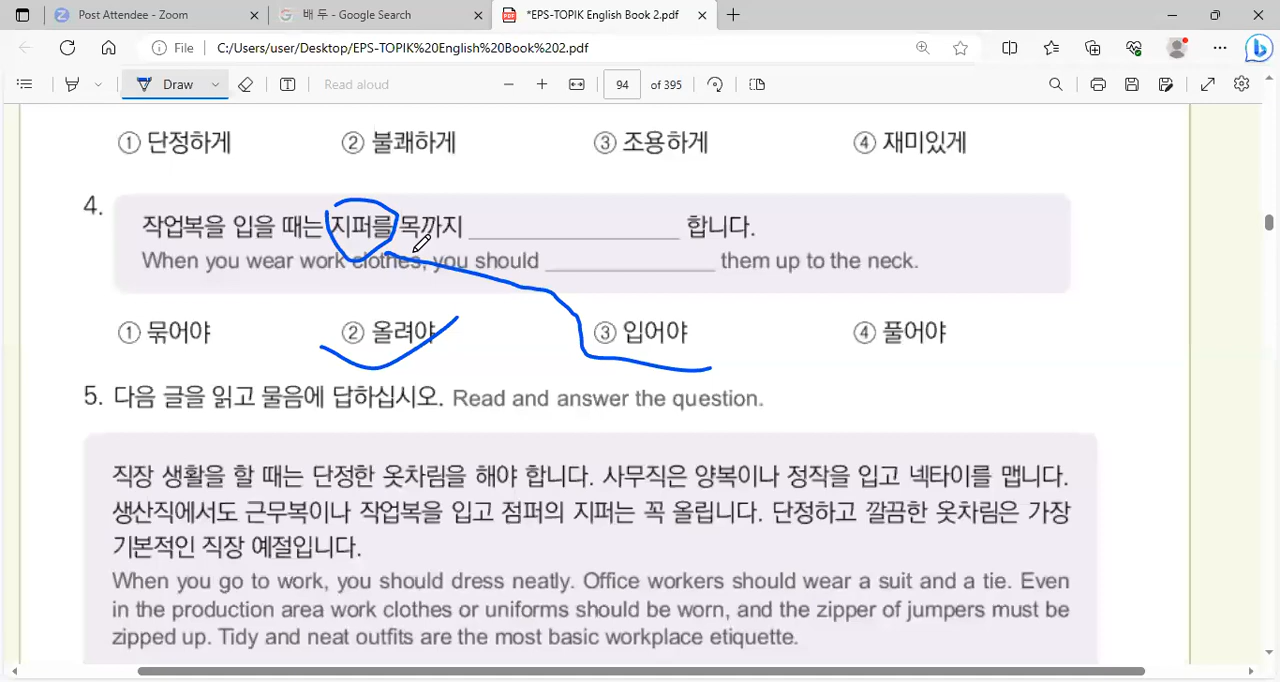 Post Attendee - Zoom
배 두 - Google Search
*EPS-TOPIK English Book 2.pdf
File
C:/Users/user/Desktop/EPS-TOPIK%20English%20Book%202.pdf
Draw
Read aloud
94 of 395
① 단정하게 ② 불쾌하게 ③ 조용하게 ④ 재미있게
4. 작업복을 입을 때는 지퍼를 목까지 ____________ 합니다.
When you wear work clothes, you should ____________ them up to the neck.
① 묶어야 ② 올려야 ③ 입어야 ④ 풀어야
5. 다음 글을 읽고 물음에 답하십시오. Read and answer the question.
직장 생활을 할 때는 단정한 옷차림을 해야 합니다. 사무직은 양복이나 정작을 입고 넥타이를 맵니다.
생산직에서도 근무복이나 작업복을 입고 점퍼의 지퍼는 꼭 올립니다. 단정하고 깔끔한 옷차림은 가장
기본적인 직장 예절입니다.
When you go to work, you should dress neatly. Office workers should wear a suit and a tie. Even
in the production area work clothes or uniforms should be worn, and the zipper of jumpers must be
zipped up. Tidy and neat outfits are the most basic workplace etiquette.